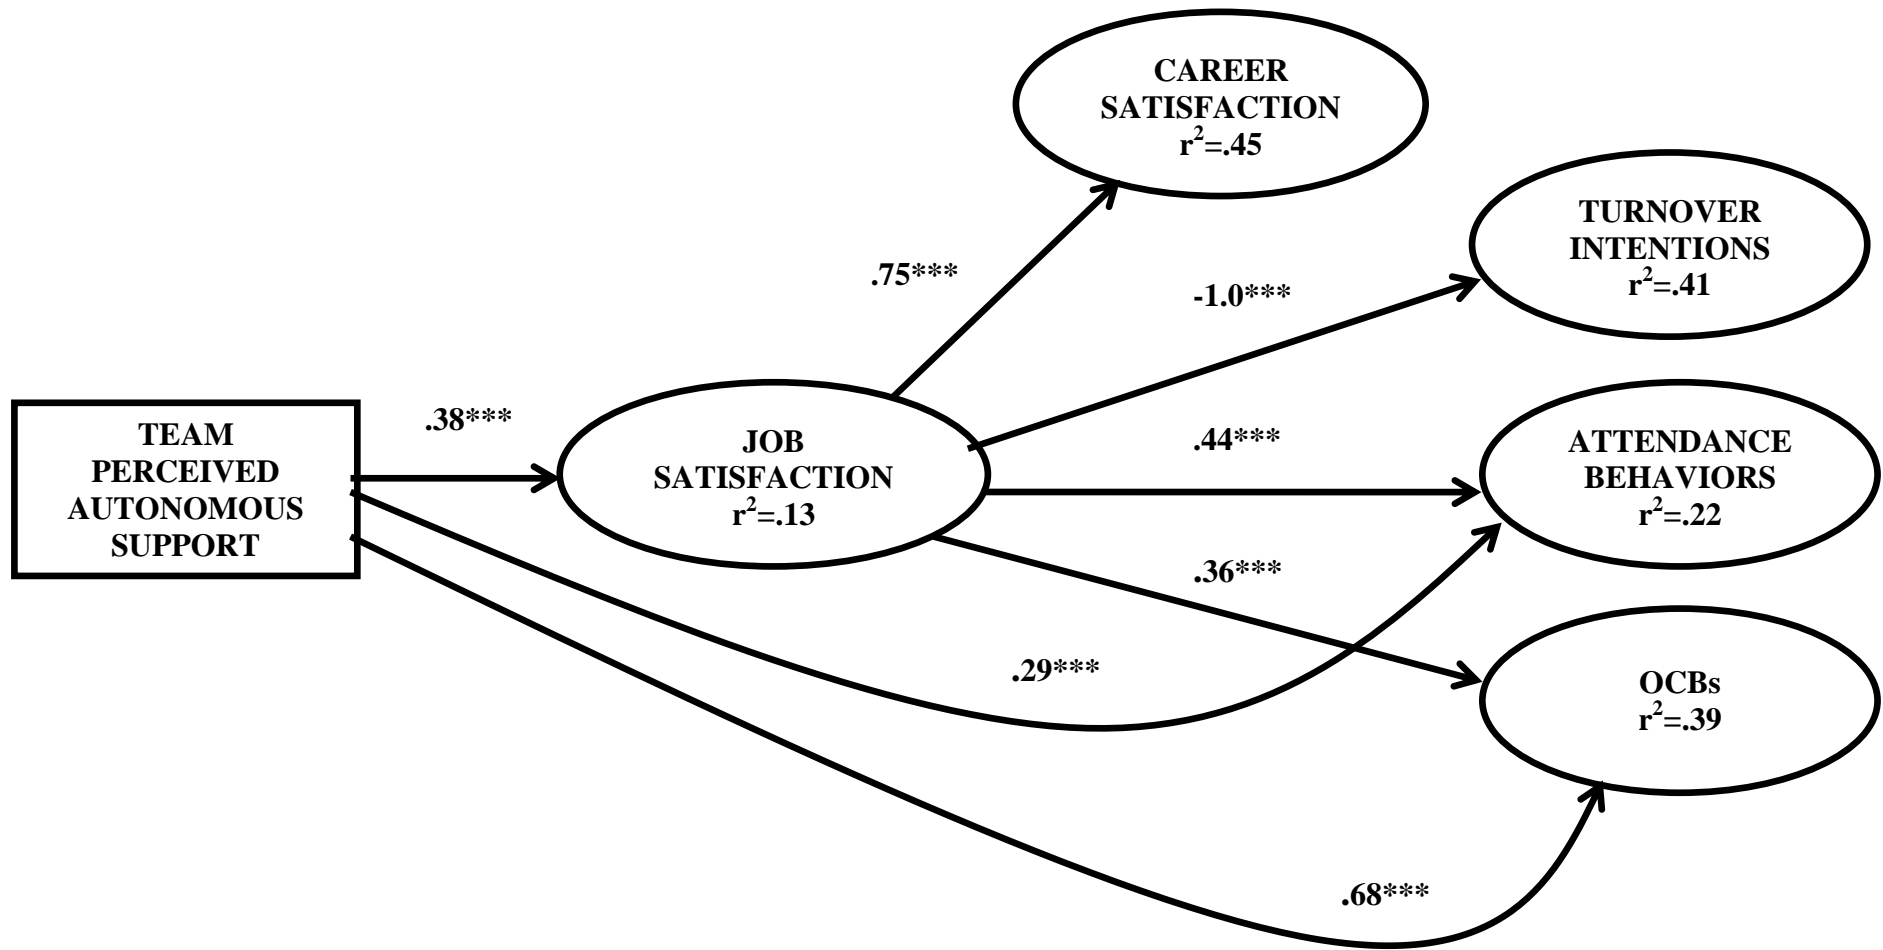 CAREER
SATISFACTION
r²=.45
TURNOVER
INTENTIONS
r²=.41
.75***
-1.0***
TEAM
PERCEIVED
AUTONOMOUS
SUPPORT
.38***
JOB
SATISFACTION
r²=.13
.44***
ATTENDANCE
BEHAVIORS
r²=.22
.36***
.29***
OCBs
r²=.39
.68***